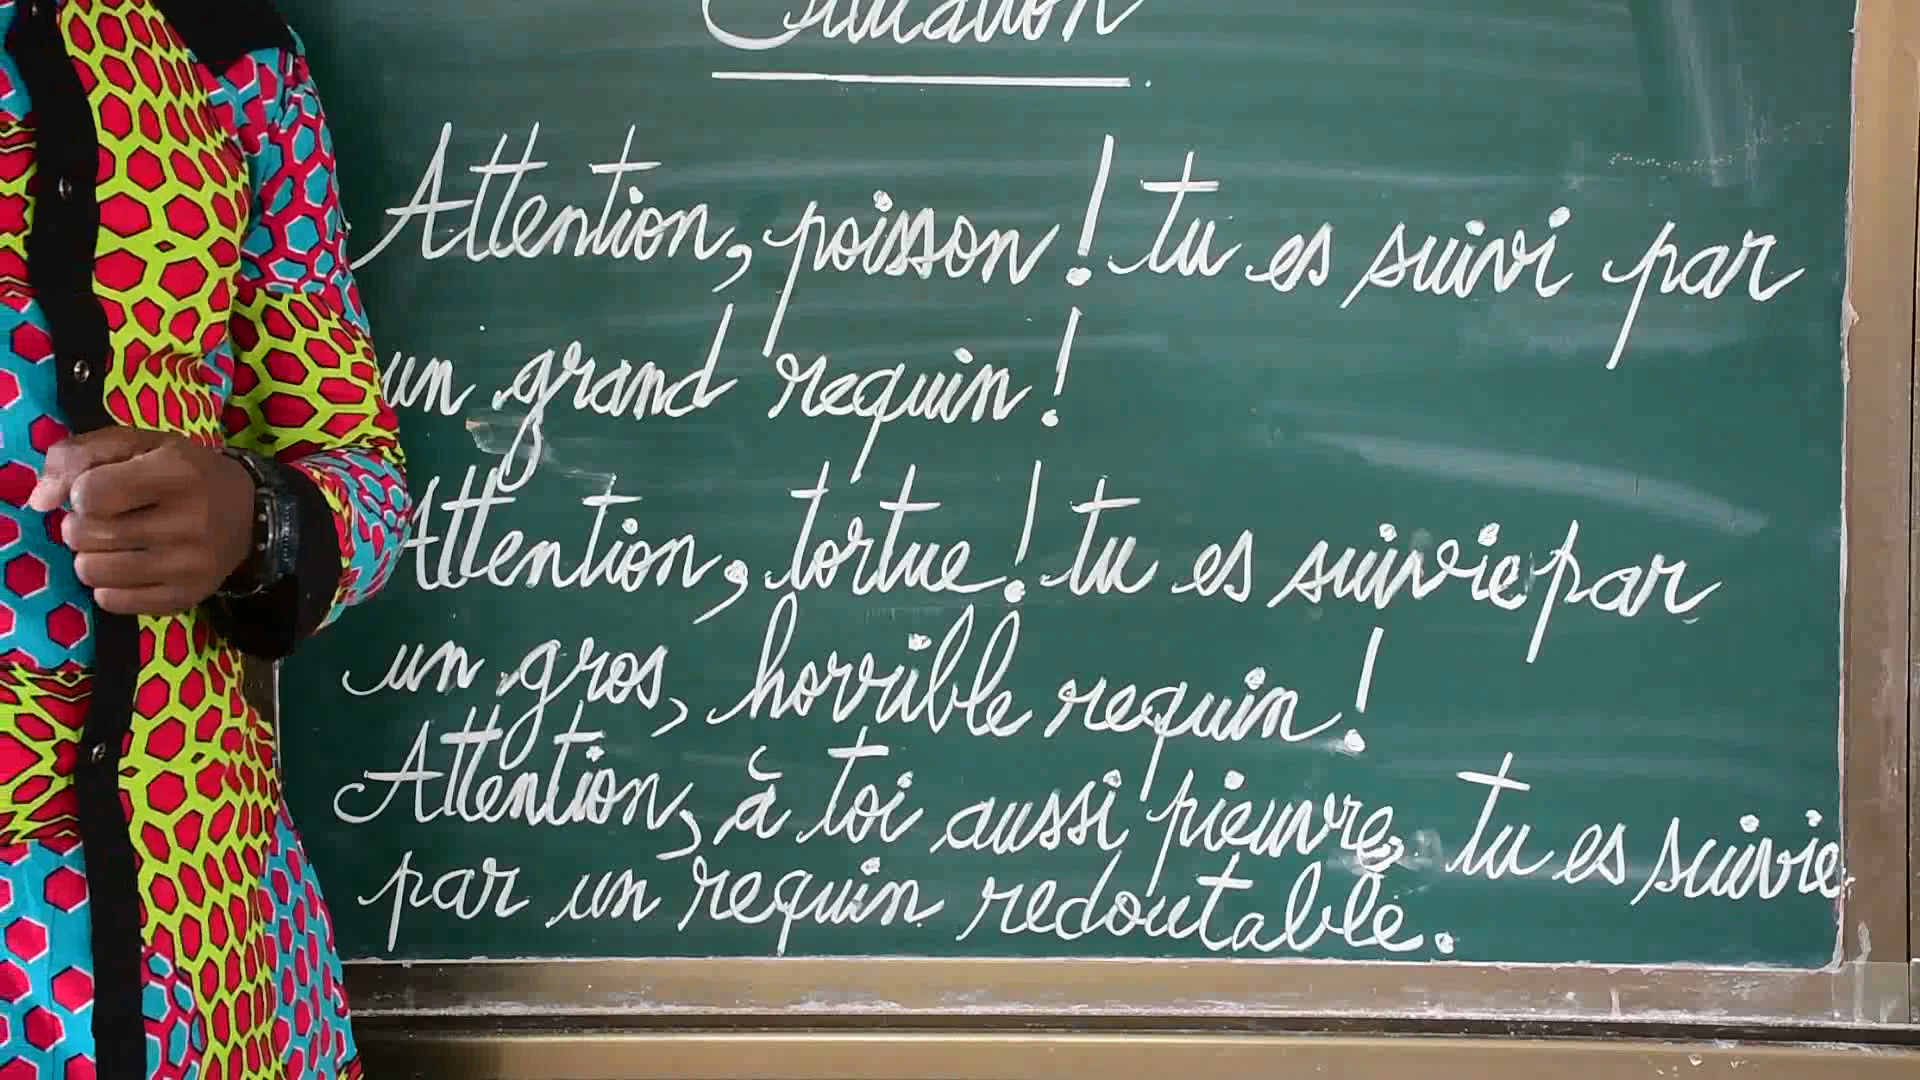 Situation
Attention, poisson! tu es suivi par
un grand requin!
Attention, tortue! tu es suivie par
un gros, horrible requin!
Attention, à toi aussi pieuvre, tu es suivie
par un requin redoutable.